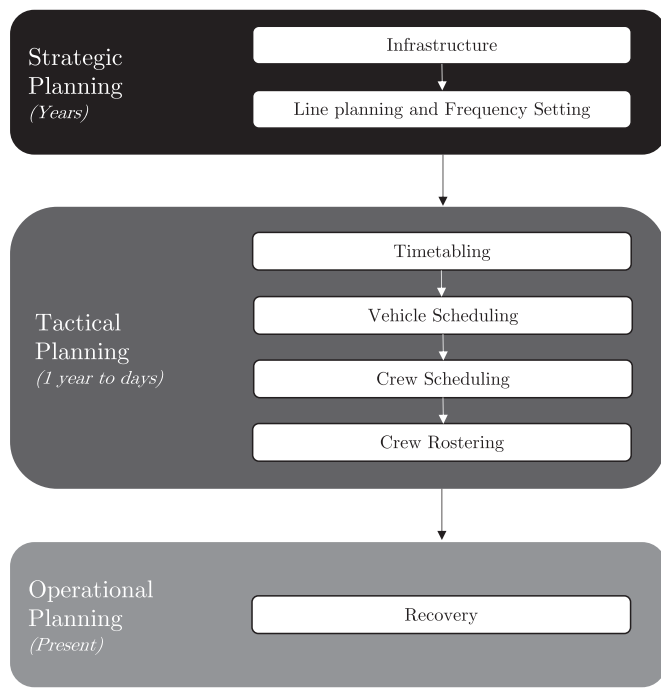 Strategic
Planning
(Years)
Infrastructure
Line planning and Frequency Setting
Tactical
Planning
(1 year to days)
Timetabling
Vehicle Scheduling
Crew Scheduling
Crew Rostering
Operational
Planning
(Present)
Recovery